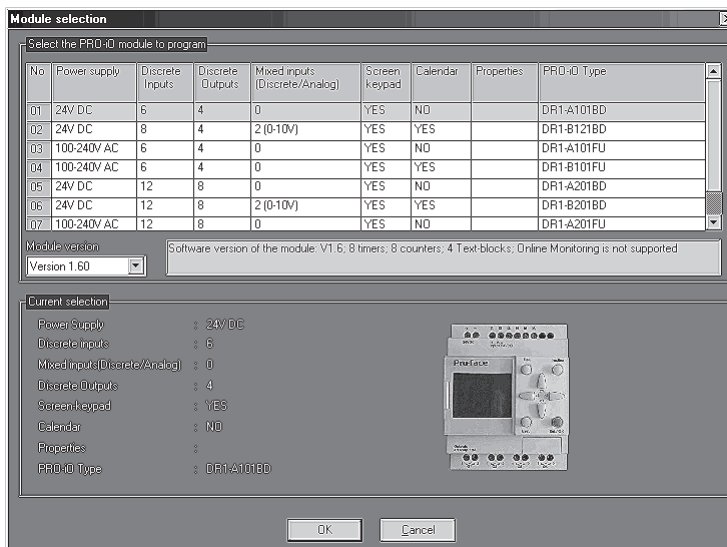 Module selection
Select the PRO-iO module to program
No Power supply Discrete Inputs Discrete Outputs Mixed inputs (Discrete/Analog) Screen keypad Calendar Properties PRO-iO Type
01 24V DC 6 4 0 YES NO DR1-A101BD
02 24V DC 8 4 2 (0-10V) YES YES DR1-B121BD
03 100-240V AC 6 4 0 YES NO DR1-A101FU
04 100-240V AC 6 4 0 YES YES DR1-B101FU
05 24V DC 12 8 0 YES NO DR1-A201BD
06 24V DC 12 8 2 (0-10V) YES YES DR1-B201BD
07 100-240V AC 12 8 0 YES NO DR1-A201FU
Module version
Version 1.60
Software version of the module: V1.6; 8 timers; 8 counters; 4 Text-blocks; Online Monitoring is not supported
Current selection
Power Supply : 24V DC
Discrete inputs : 6
Mixed inputs(Discrete/Analog) : 0
Discrete Outputs : 4
Screen-keypad : YES
Calendar : NO
Properties :
PRO-iO Type : DR1-A101BD
Pro-face
OK
Cancel